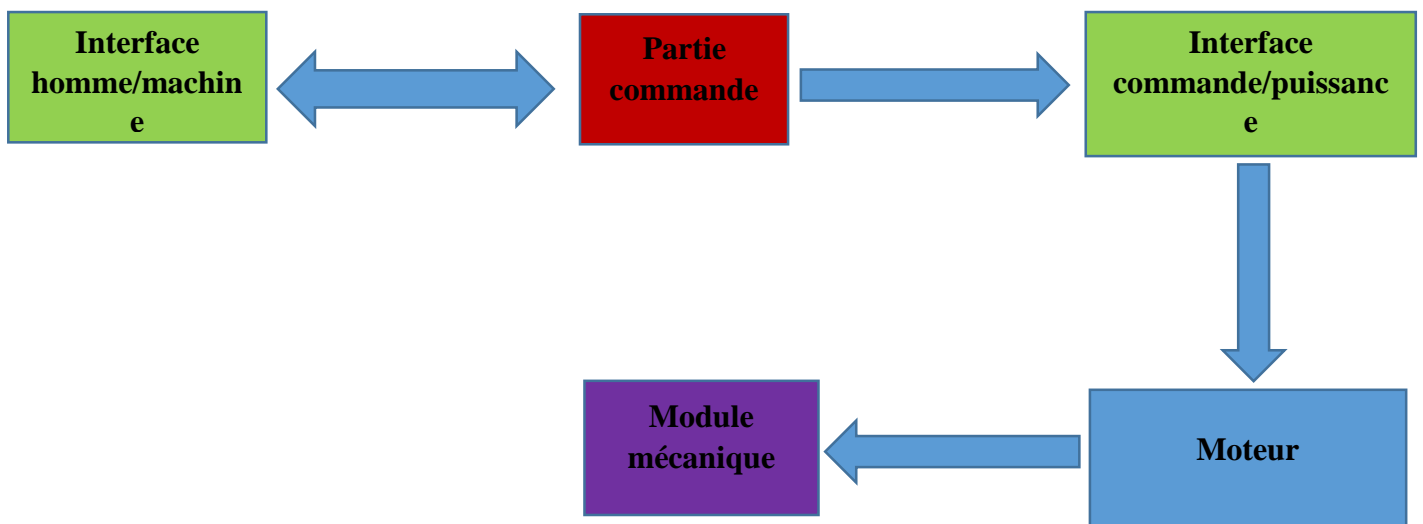 Interface
homme/machin
e
Partie
commande
Interface
commande/puissanc
e
Module
mécanique
Moteur